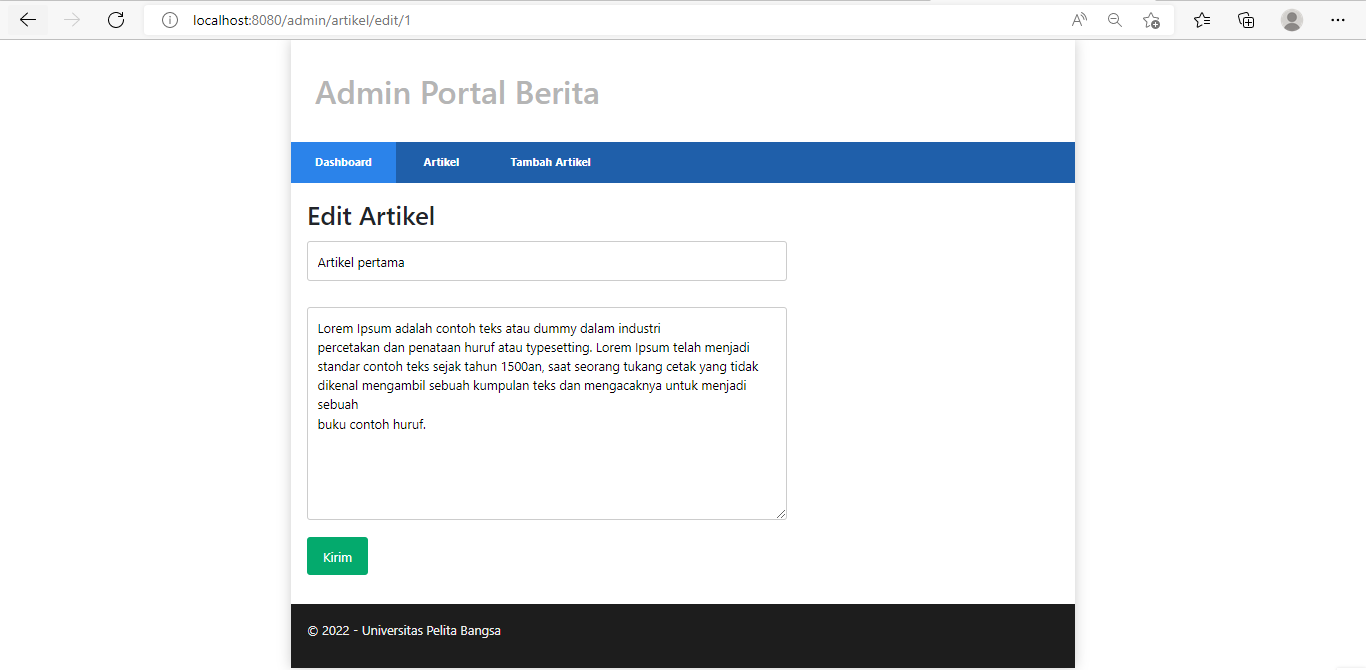 localhost:8080/admin/artikel/edit/1
Admin Portal Berita
Dashboard Artikel Tambah Artikel
Edit Artikel
Artikel pertama
Lorem Ipsum adalah contoh teks atau dummy dalam industri
percetakan dan penataan huruf atau typesetting. Lorem Ipsum telah menjadi
standar contoh teks sejak tahun 1500an, saat seorang tukang cetak yang tidak
dikenal mengambil sebuah kumpulan teks dan mengacaknya untuk menjadi
sebuah
buku contoh huruf.
Kirim
© 2022 - Universitas Pelita Bangsa